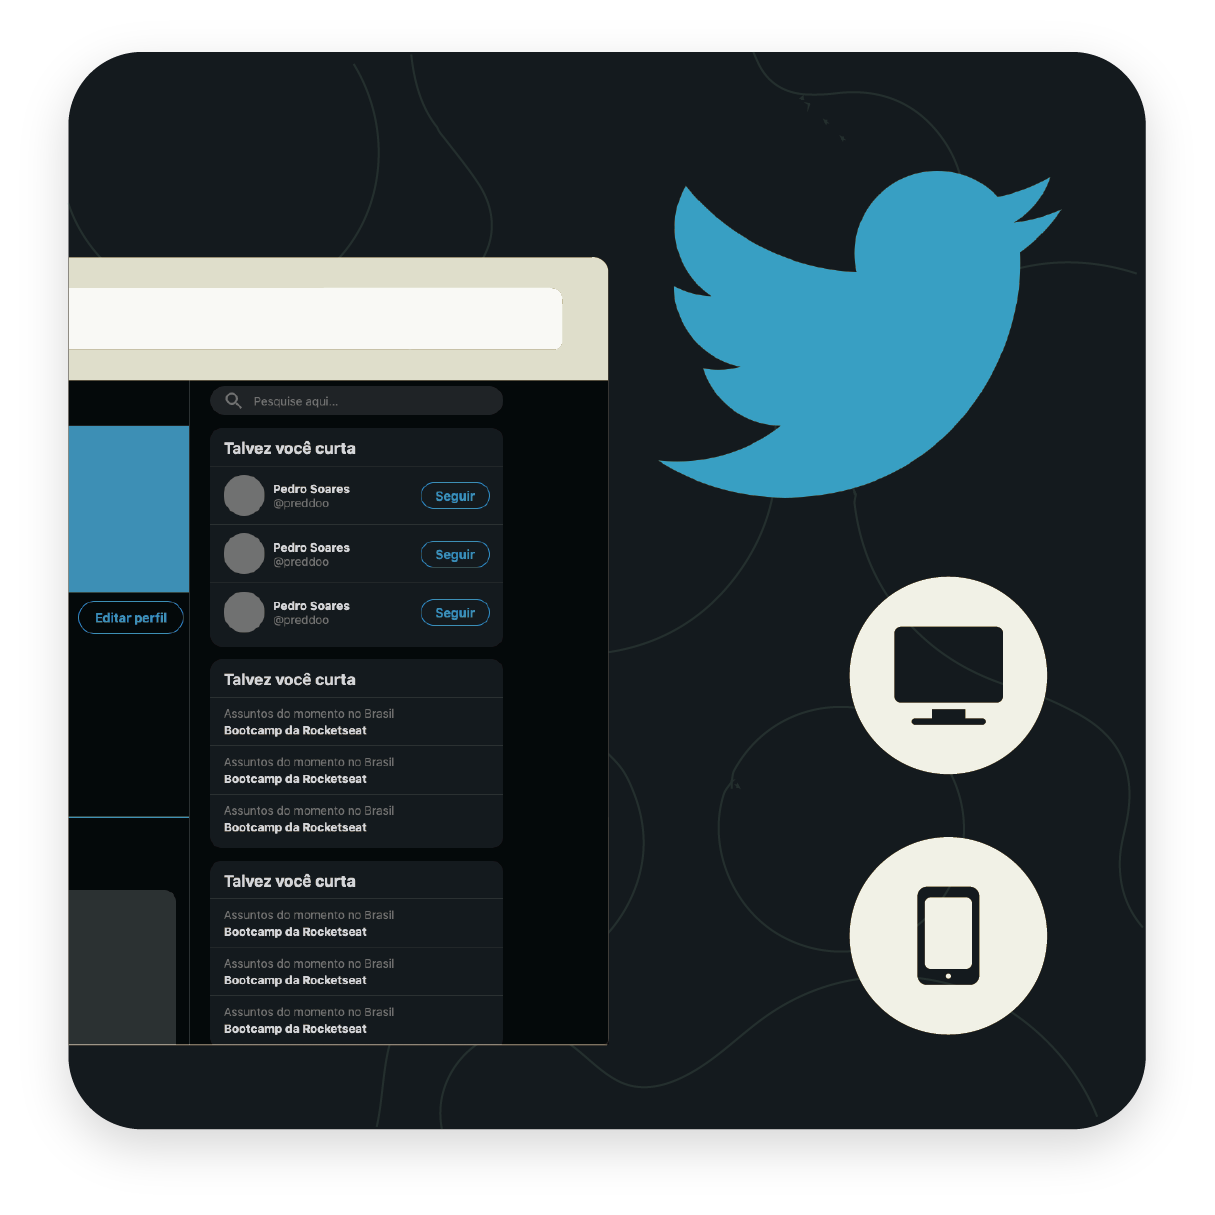 Pesquise aqui...
Talvez você curta
Pedro Soares
@preddoo
Seguir
Pedro Soares
@preddoo
Seguir
Pedro Soares
@preddoo
Seguir
Editar perfil
Talvez você curta
Assuntos do momento no Brasil
Bootcamp da Rocketseat
Assuntos do momento no Brasil
Bootcamp da Rocketseat
Assuntos do momento no Brasil
Bootcamp da Rocketseat
Talvez você curta
Assuntos do momento no Brasil
Bootcamp da Rocketseat
Assuntos do momento no Brasil
Bootcamp da Rocketseat
Assuntos do momento no Brasil
Bootcamp da Rocketseat